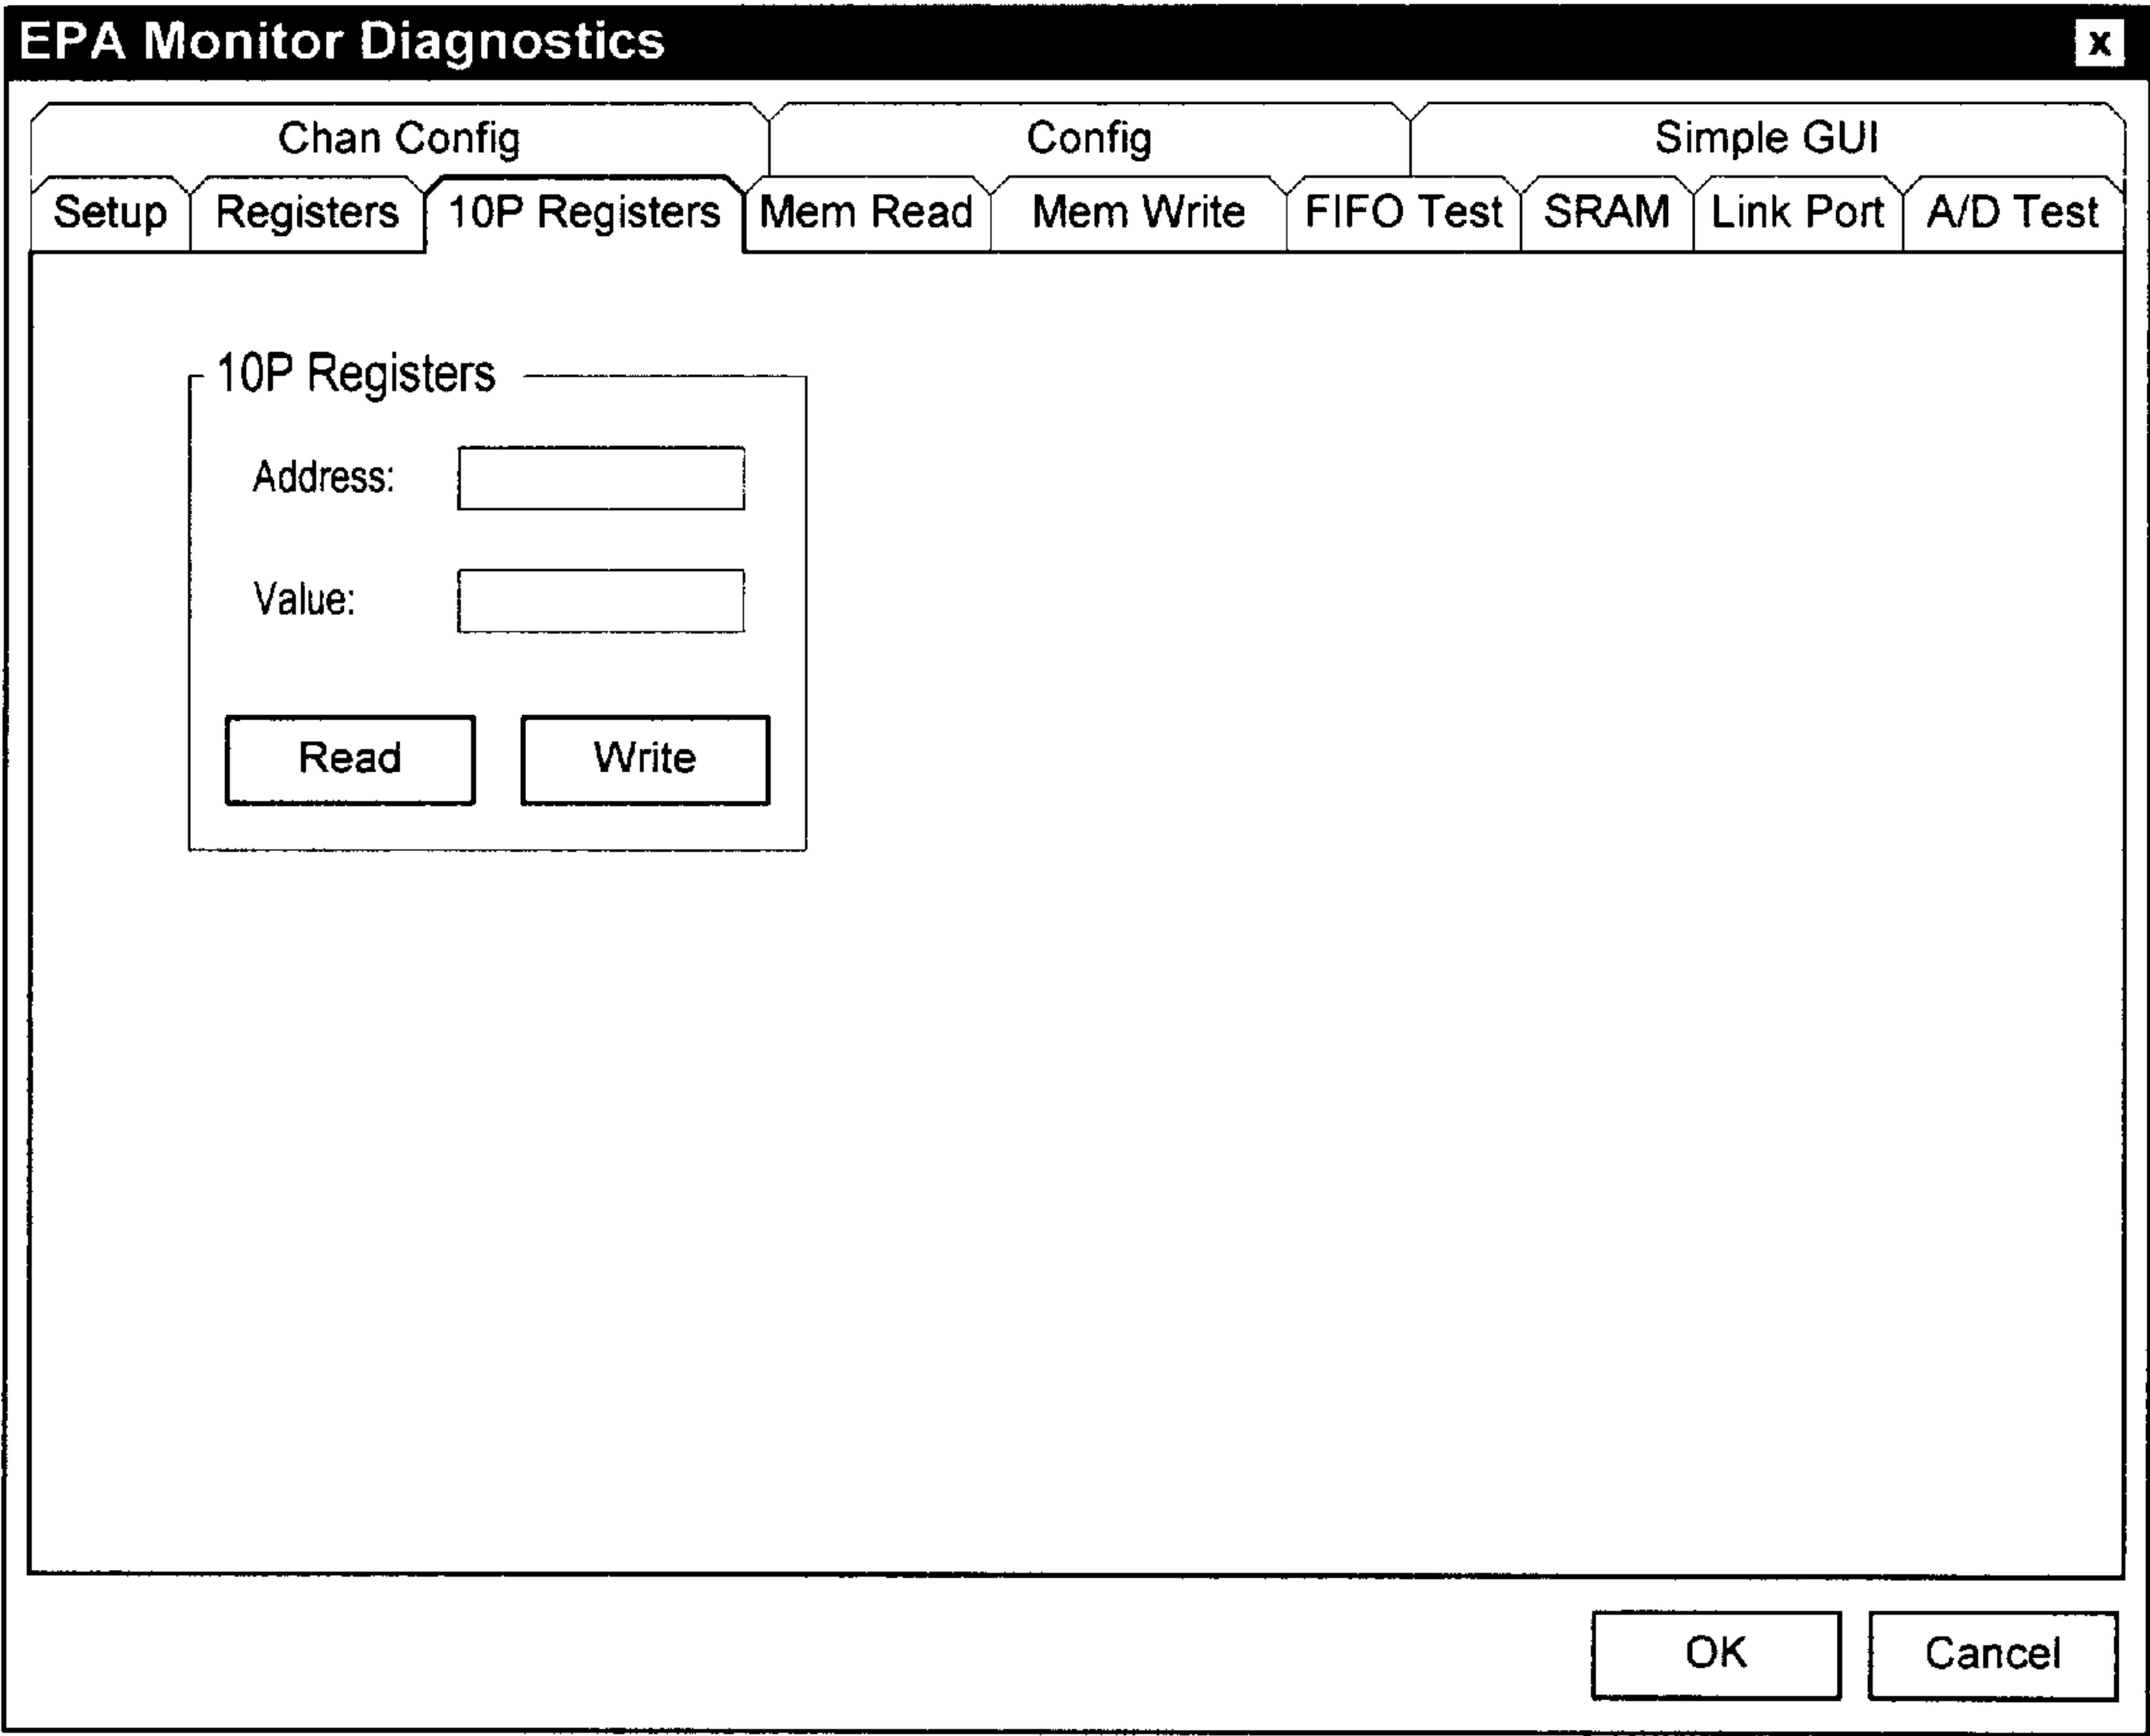 EPA Monitor Diagnostics x
Chan Config Config Simple GUI
Setup Registers 10P Registers Mem Read Mem Write FIFO Test SRAM Link Port A/D Test
10P Registers
Address:
Value:
Read Write
OK Cancel